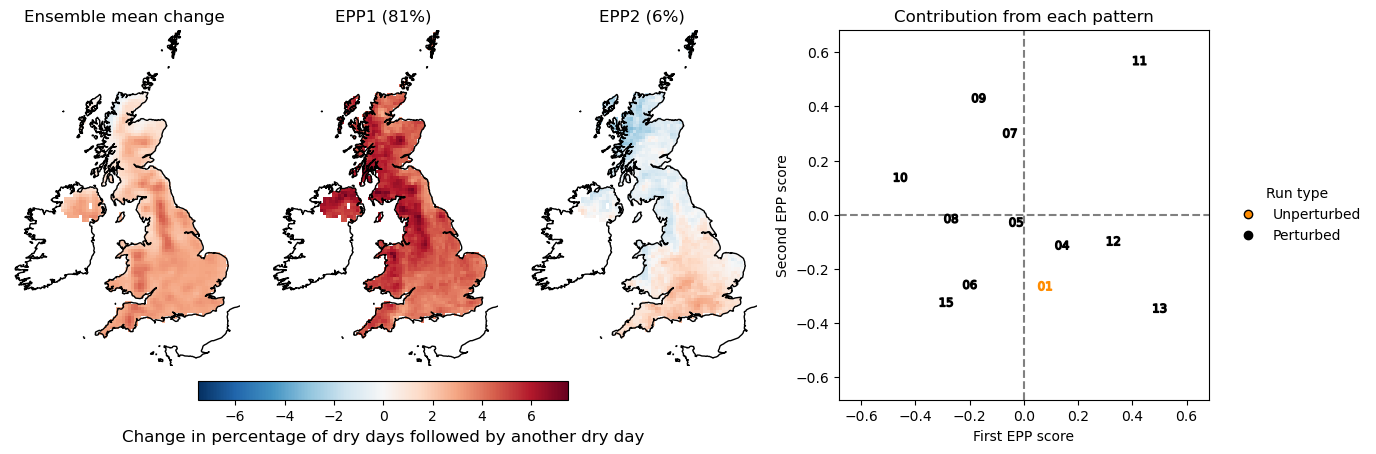 Ensemble mean change
EPP1 (81%)
EPP2 (6%)
Contribution from each pattern
−6 −4 −2 0 2 4 6
Change in percentage of dry days followed by another dry day
Second EPP score
0.6
0.4
0.2
0.0
−0.2
−0.4
−0.6
11
09
07
10
08
05
12
04
06
01
15
13
−0.6 −0.4 −0.2 0.0 0.2 0.4 0.6
First EPP score
Run type
Unperturbed
Perturbed